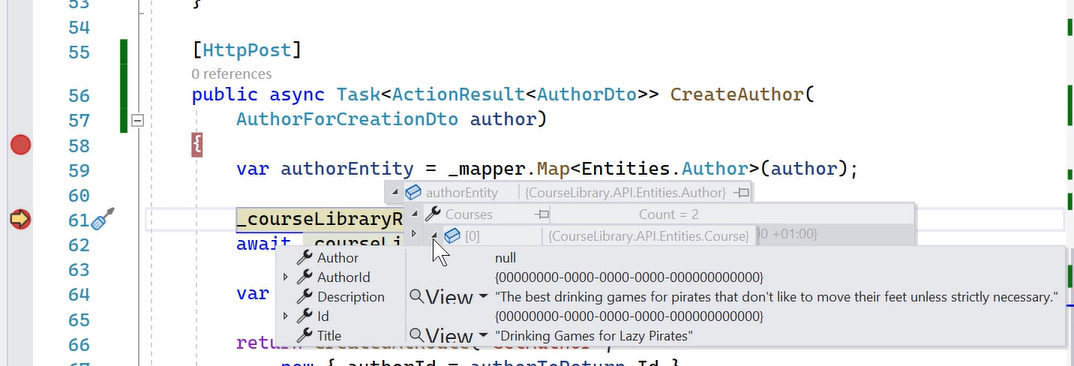 53 }
54
55 [HttpPost]
0 references
56 public async Task<ActionResult<AuthorDto>> CreateAuthor(
57 AuthorForCreationDto author)
58 {
59 var authorEntity = _mapper.Map<Entities.Author>(author);
60
authorEntity {CourseLibrary.API.Entities.Author}
61 _courseLibraryR
Courses Count = 2
[0] {CourseLibrary.API.Entities.Course} +01:00}
62 await _courseLi
Author null
63
AuthorId {00000000-0000-0000-0000-000000000000}
64 var
Description View "The best drinking games for pirates that don't like to move their feet unless strictly necessary."
65
Id {00000000-0000-0000-0000-000000000000}
Title View "Drinking Games for Lazy Pirates"
66 return
67 new { authorId = authorToReturn.Id }